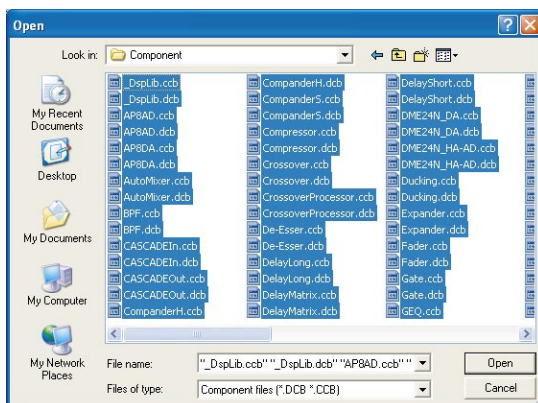 Open
Look in: Component
My Recent
Documents
Desktop
My Documents
My Computer
My Network
Places
_DspLib.ccb
_DspLib.dcb
AP8AD.ccb
AP8AD.dcb
AP8DA.ccb
AP8DA.dcb
AutoMixer.ccb
AutoMixer.dcb
BPF.ccb
BPF.dcb
CASCADEIn.ccb
CASCADEIn.dcb
CASCADEOut.ccb
CASCADEOut.dcb
CompanderH.ccb
CompanderH.dcb
CompanderS.ccb
CompanderS.dcb
Compressor.ccb
Compressor.dcb
Crossover.ccb
Crossover.dcb
CrossoverProcessor.ccb
CrossoverProcessor.dcb
De-Esser.ccb
De-Esser.dcb
DelayLong.ccb
DelayLong.dcb
DelayMatrix.ccb
DelayMatrix.dcb
DelayShort.ccb
DelayShort.dcb
DME24N_DA.ccb
DME24N_DA.dcb
DME24N_HA-AD.ccb
DME24N_HA-AD.dcb
Ducking.ccb
Ducking.dcb
Expander.ccb
Expander.dcb
Fader.ccb
Fader.dcb
Gate.ccb
Gate.dcb
GEQ.ccb
File name: "_DspLib.ccb" "_DspLib.dcb" "AP8AD.ccb" "
Open
Files of type: Component files (*.DCB *.CCB)
Cancel